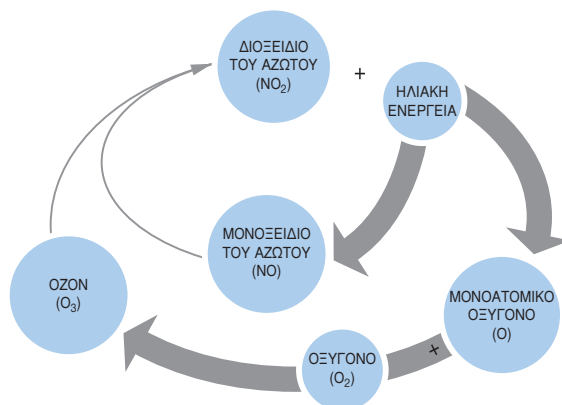 ΔΙΟΞΕΙΔΙΟ
ΤΟΥ ΑΖΩΤΟΥ
(NO₂)
+
ΗΛΙΑΚΗ
ΕΝΕΡΓΕΙΑ
ΜΟΝΟΞΕΙΔΙΟ
ΤΟΥ ΑΖΩΤΟΥ
(NO)
ΟΖΟΝ
(O₃)
ΜΟΝΟΑΤΟΜΙΚΟ
ΟΞΥΓΟΝΟ
(O)
+
ΟΞΥΓΟΝΟ
(O₂)